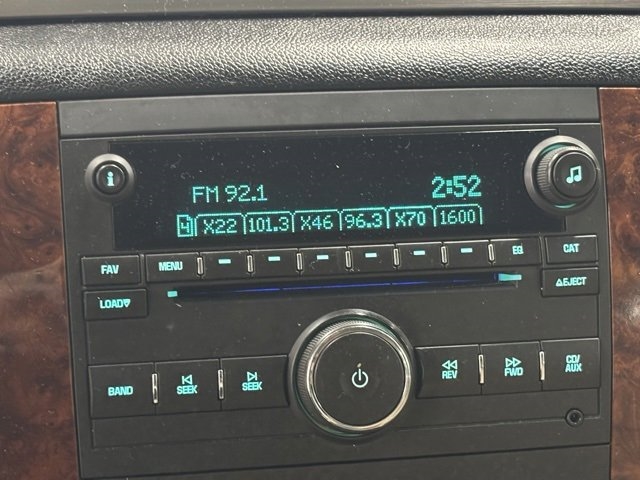 i
FM 92.1 2:52
4 X22 101.3 X46 96.3 X70 1600
FAV MENU EQ CAT
LOAD EJECT
BAND SEEK SEEK REV FWD CD/AUX